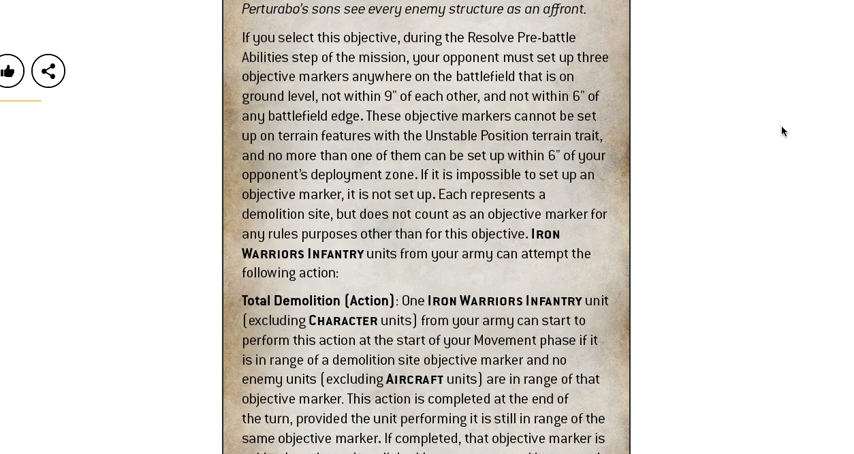 Perturabo's sons see every enemy structure as an affront.
If you select this objective, during the Resolve Pre-battle
Abilities step of the mission, your opponent must set up three
objective markers anywhere on the battlefield that is on
ground level, not within 9" of each other, and not within 6" of
any battlefield edge. These objective markers cannot be set
up on terrain features with the Unstable Position terrain trait,
and no more than one of them can be set up within 6" of your
opponent's deployment zone. If it is impossible to set up an
objective marker, it is not set up. Each represents a
demolition site, but does not count as an objective marker for
any rules purposes other than for this objective. IRON
WARRIORS INFANTRY units from your army can attempt the
following action:
Total Demolition (Action): One IRON WARRIORS INFANTRY unit
(excluding CHARACTER units) from your army can start to
perform this action at the start of your Movement phase if it
is in range of a demolition site objective marker and no
enemy units (excluding AIRCRAFT units) are in range of that
objective marker. This action is completed at the end of
the turn, provided the unit performing it is still in range of the
same objective marker. If completed, that objective marker is